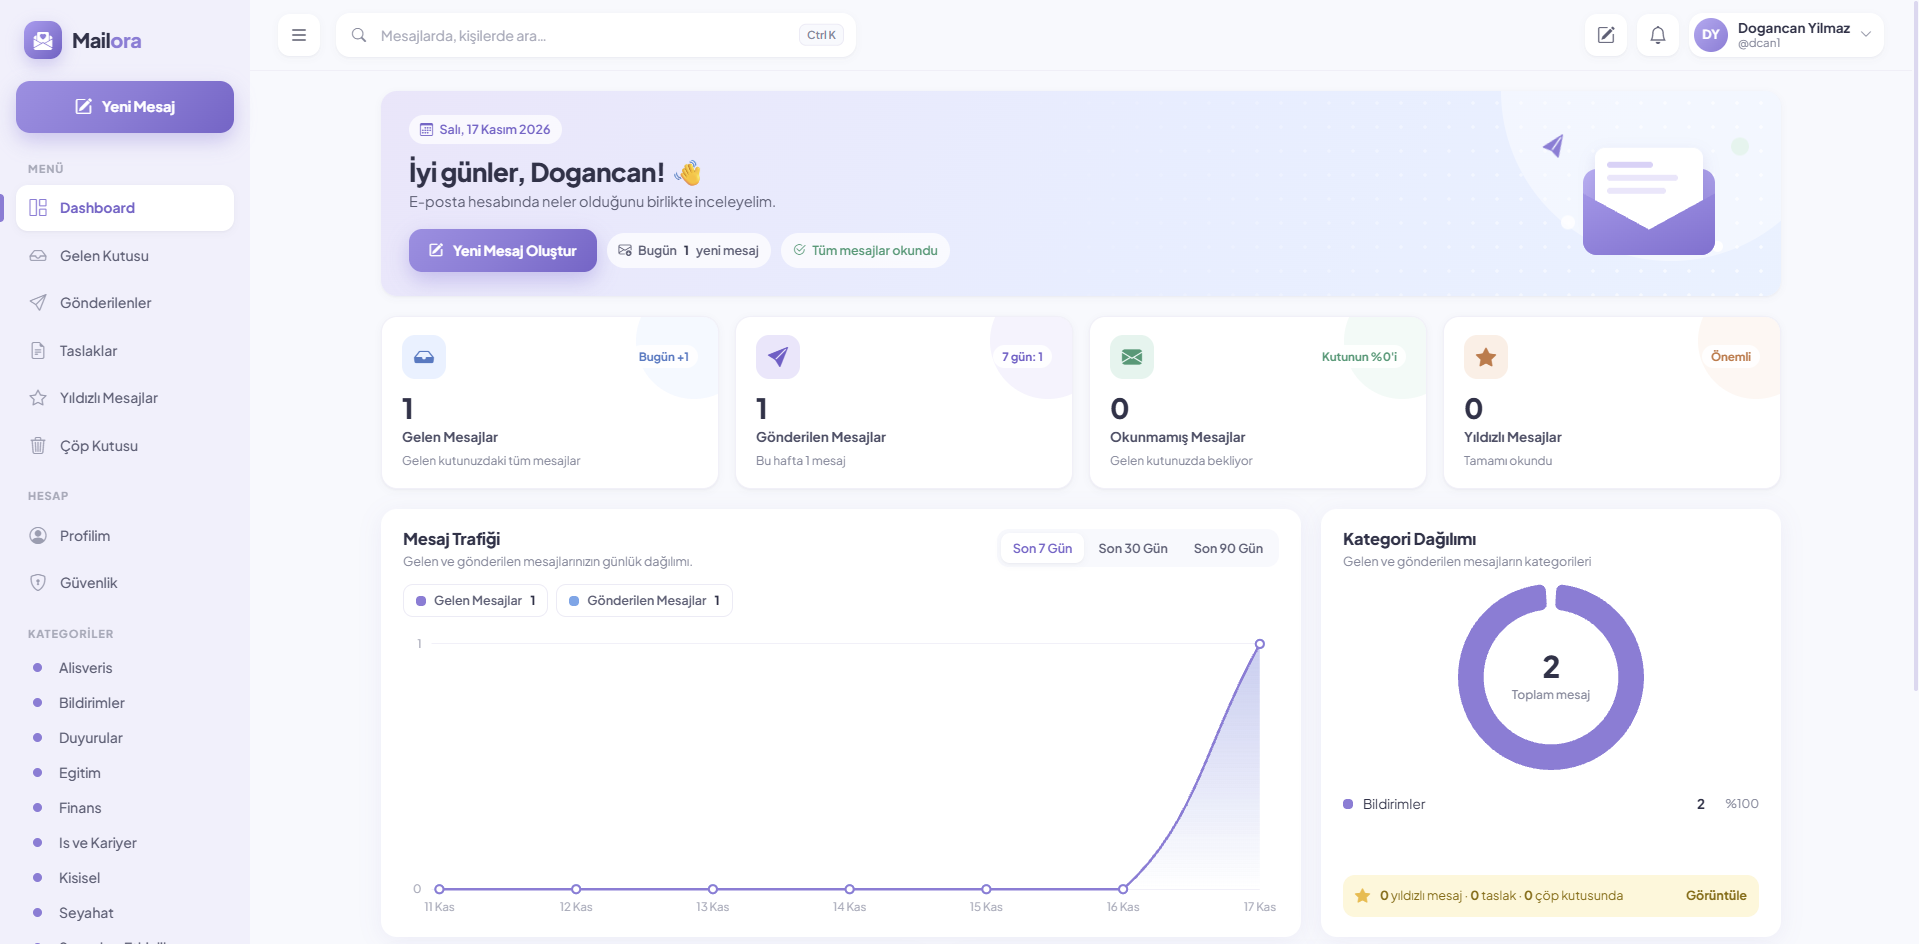 Mailora
Mesajlarda, kişilerde ara...
Ctrl K
DY
Dogancan Yilmaz
@dcan1
Yeni Mesaj
MENÜ
Dashboard
Gelen Kutusu
Gönderilenler
Taslaklar
Yıldızlı Mesajlar
Çöp Kutusu
HESAP
Profilim
Güvenlik
KATEGORİLER
Alisveris
Bildirimler
Duyurular
Egitim
Finans
Is ve Kariyer
Kisisel
Seyahat
Salı, 17 Kasım 2026
İyi günler, Dogancan! 👋
E-posta hesabında neler olduğunu birlikte inceleyelim.
Yeni Mesaj Oluştur
Bugün 1 yeni mesaj
Tüm mesajlar okundu
Bugün +1
1
Gelen Mesajlar
Gelen kutunuzdaki tüm mesajlar
7 gün: 1
1
Gönderilen Mesajlar
Bu hafta 1 mesaj
Kutunun %0'i
0
Okunmamış Mesajlar
Gelen kutunuzda bekliyor
Önemli
0
Yıldızlı Mesajlar
Tamamı okundu
Mesaj Trafiği
Gelen ve gönderilen mesajlarınızın günlük dağılımı.
Son 7 Gün
Son 30 Gün
Son 90 Gün
Gelen Mesajlar 1
Gönderilen Mesajlar 1
1
0
11 Kas
12 Kas
13 Kas
14 Kas
15 Kas
16 Kas
17 Kas
Kategori Dağılımı
Gelen ve gönderilen mesajların kategorileri
2
Toplam mesaj
Bildirimler 2 %100
0 yıldızlı mesaj · 0 taslak · 0 çöp kutusunda
Görüntüle